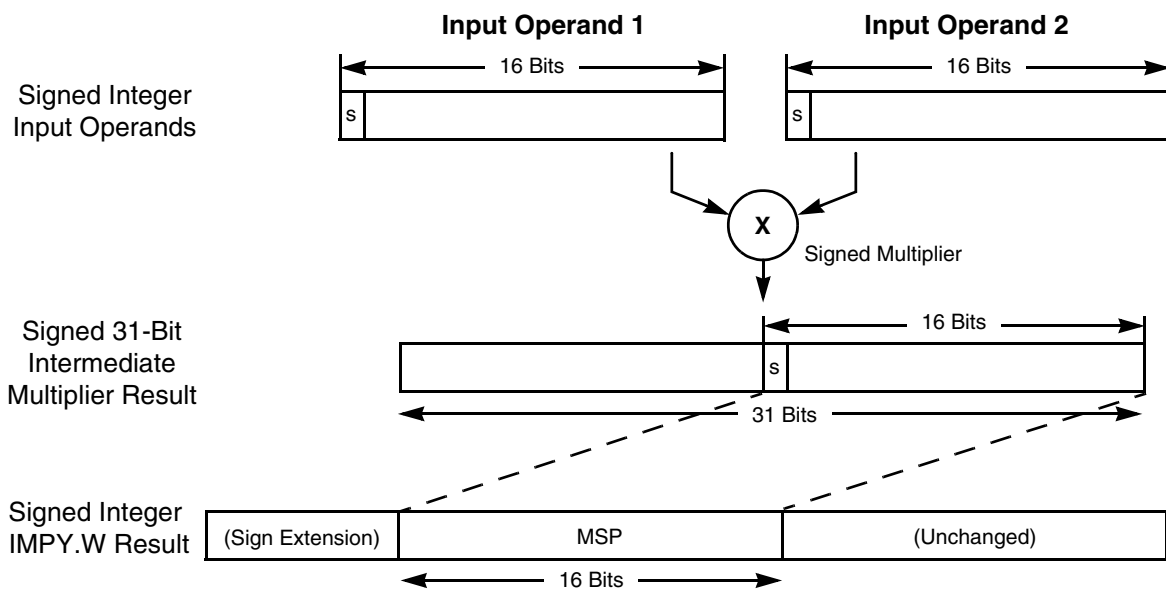 Input Operand 1
Input Operand 2
16 Bits
16 Bits
Signed Integer
Input Operands
s
s
X
Signed Multiplier
Signed 31-Bit
Intermediate
Multiplier Result
16 Bits
s
31 Bits
Signed Integer
IMPY.W Result
(Sign Extension)
MSP
(Unchanged)
16 Bits